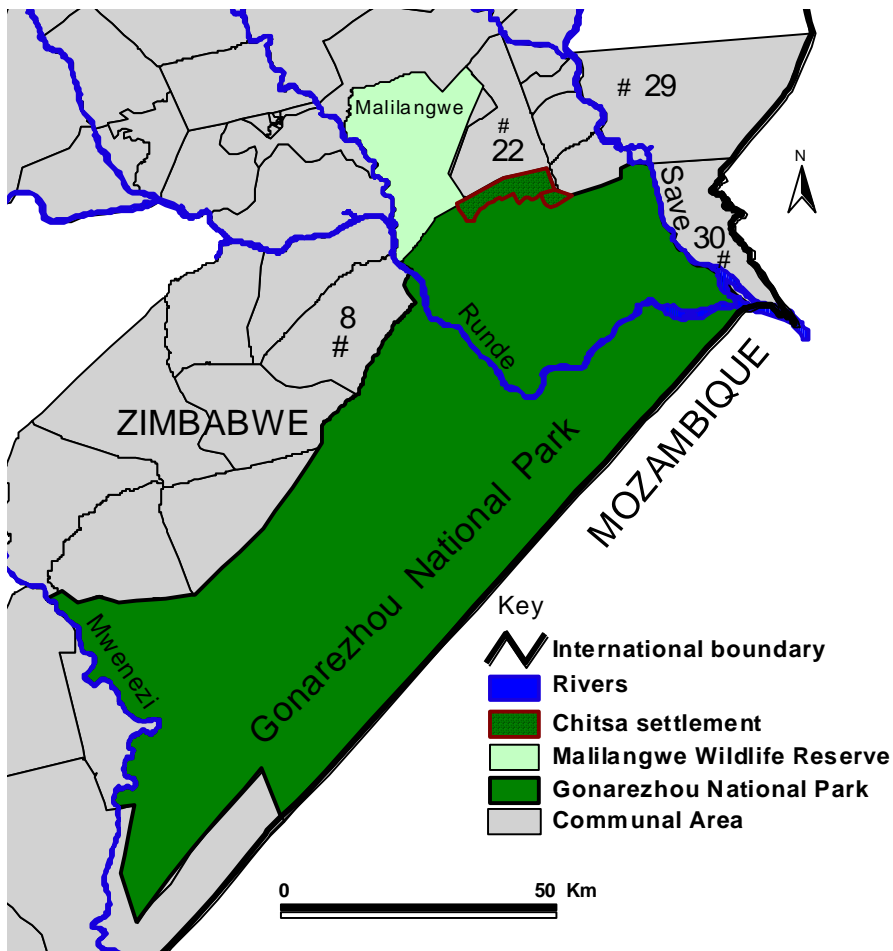 # 29
Malilangwe
#
22
N
Save
30
#
Runde
8
#
ZIMBABWE
MOZAMBIQUE
Gonarezhou National Park
Mwenezi
Key
International boundary
Rivers
Chitsa settlement
Malilangwe Wildlife Reserve
Gonarezhou National Park
Communal Area
0 50 Km